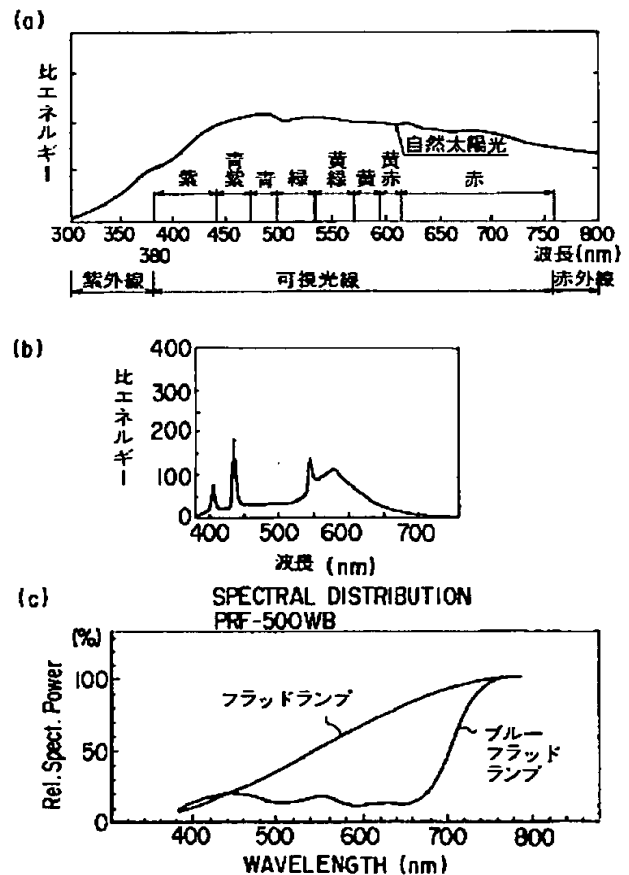 (a)
比エネルギー
自然太陽光
紫 青紫 青 緑 黄緑 黄 黄赤 赤
300 350 400 450 500 550 600 650 700 750 800
380
波長(nm)
紫外線 可視光線 赤外線
(b)
比エネルギー
400
300
200
100
0
400 500 600 700
波長 (nm)
(c)
SPECTRAL DISTRIBUTION
PRF-500WB
(%)
Rel. Spect. Power
100
50
0
フラッドランプ
ブルー
フラッド
ランプ
400 500 600 700 800
WAVELENGTH (nm)